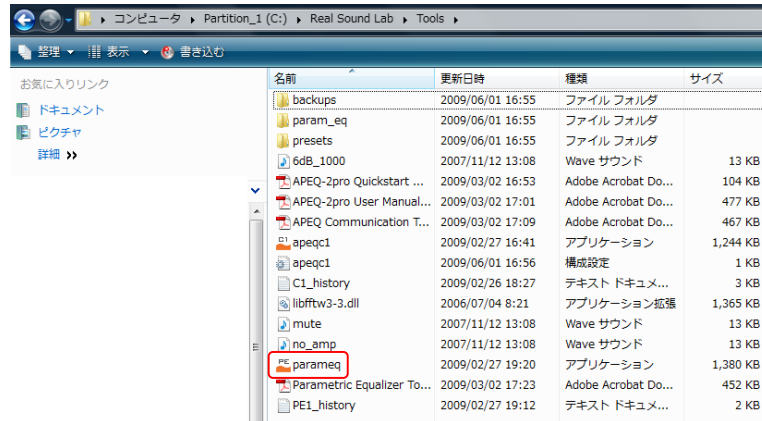 コンピュータ ▸ Partition_1 (C:) ▸ Real Sound Lab ▸ Tools ▸
整理 ▼ 表示 ▼ 書き込む
お気に入りリンク
ドキュメント
ピクチャ
詳細 ››
名前 更新日時 種類 サイズ
backups 2009/06/01 16:55 ファイル フォルダ
param_eq 2009/06/01 16:55 ファイル フォルダ
presets 2009/06/01 16:55 ファイル フォルダ
6dB_1000 2007/11/12 13:08 Wave サウンド 13 KB
APEQ-2pro Quickstart ... 2009/03/02 16:53 Adobe Acrobat Do... 104 KB
APEQ-2pro User Manual... 2009/03/02 17:01 Adobe Acrobat Do... 477 KB
APEQ Communication T... 2009/03/02 17:09 Adobe Acrobat Do... 467 KB
C1 apeqc1 2009/02/27 16:41 アプリケーション 1,244 KB
apeqc1 2009/06/01 16:56 構成設定 1 KB
C1_history 2009/02/26 18:27 テキスト ドキュメ... 3 KB
libfftw3-3.dll 2006/07/04 8:21 アプリケーション拡張 1,365 KB
mute 2007/11/12 13:08 Wave サウンド 13 KB
no_amp 2007/11/12 13:08 Wave サウンド 13 KB
PE parameq 2009/02/27 19:20 アプリケーション 1,380 KB
Parametric Equalizer To... 2009/03/02 17:23 Adobe Acrobat Do... 452 KB
PE1_history 2009/02/27 19:12 テキスト ドキュメ... 2 KB